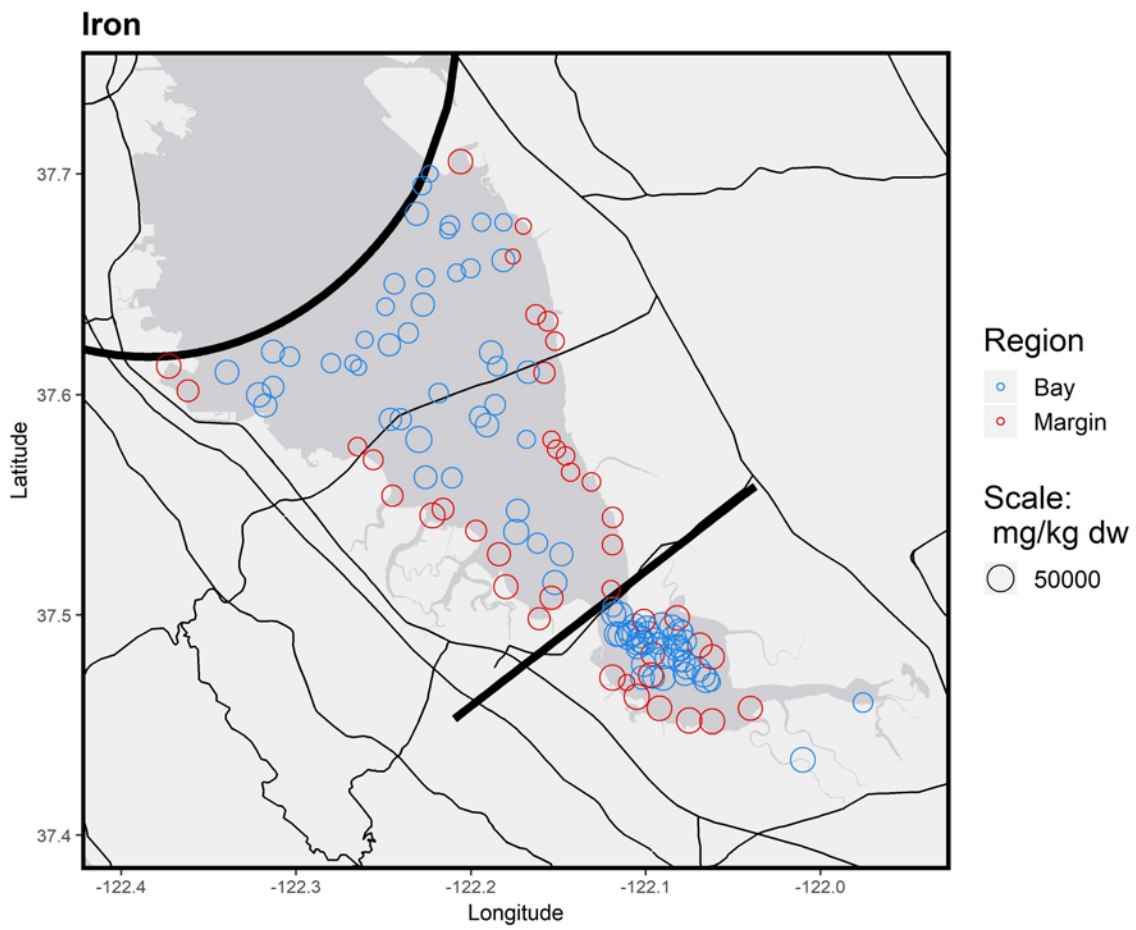 Iron
37.7
37.6
37.5
37.4
Latitude
-122.4
-122.3
-122.2
-122.1
-122.0
Longitude
Region
Bay
Margin
Scale:
mg/kg dw
50000